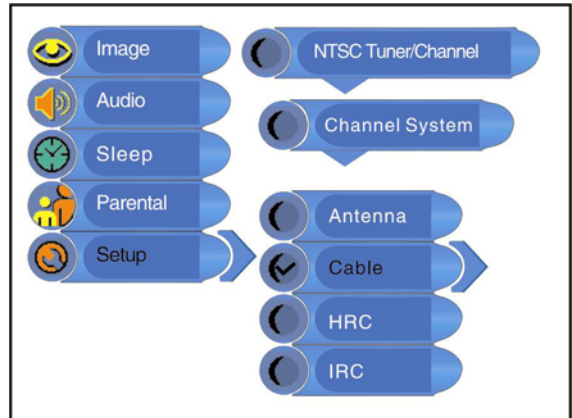 Image
Audio
Sleep
Parental
Setup
NTSC Tuner/Channel
Channel System
Antenna
Cable
HRC
IRC